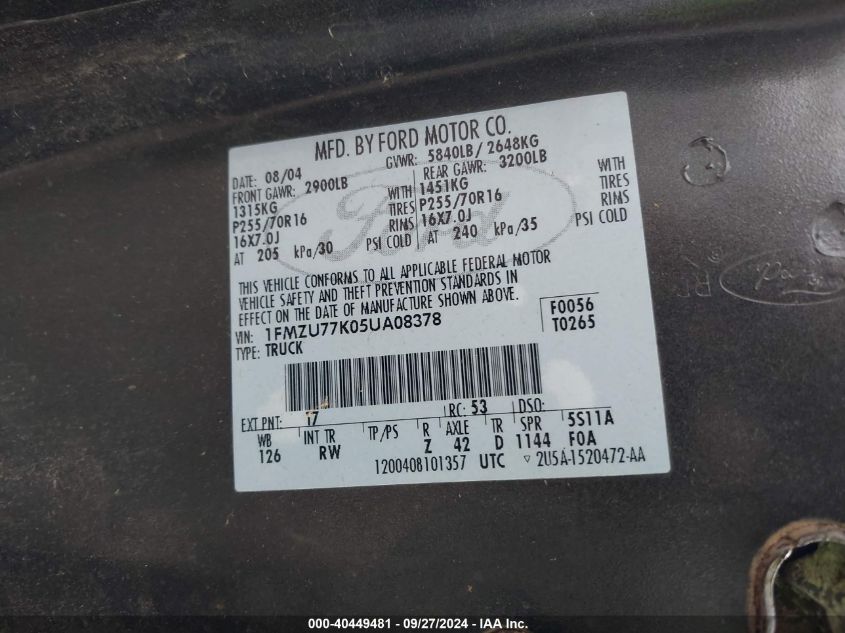 MFD. BY FORD MOTOR CO.
DATE: 08/04 GVWR: 5840LB / 2648KG
FRONT GAWR: 2900LB REAR GAWR: 3200LB
1315KG WITH 1451KG WITH
P255/70R16 TIRES P255/70R16 TIRES
16X7.0J RIMS 16X7.0J RIMS
AT 205 kPa/30 PSI COLD AT 240 kPa/35 PSI COLD
Ford
THIS VEHICLE CONFORMS TO ALL APPLICABLE FEDERAL MOTOR
VEHICLE SAFETY AND THEFT PREVENTION STANDARDS IN
EFFECT ON THE DATE OF MANUFACTURE SHOWN ABOVE.
VIN: 1FMZU77K05UA08378 F0056
TYPE: TRUCK T0265
EXT PNT: 17 RC: 53 DSO:
WB INT TR TP/PS R AXLE TR SPR 5S11A
126 RW Z 42 D 1144 F0A
1200408101357 UTC ▽ 2U5A-1520472-AA
000-40449481 - 09/27/2024 - IAA Inc.